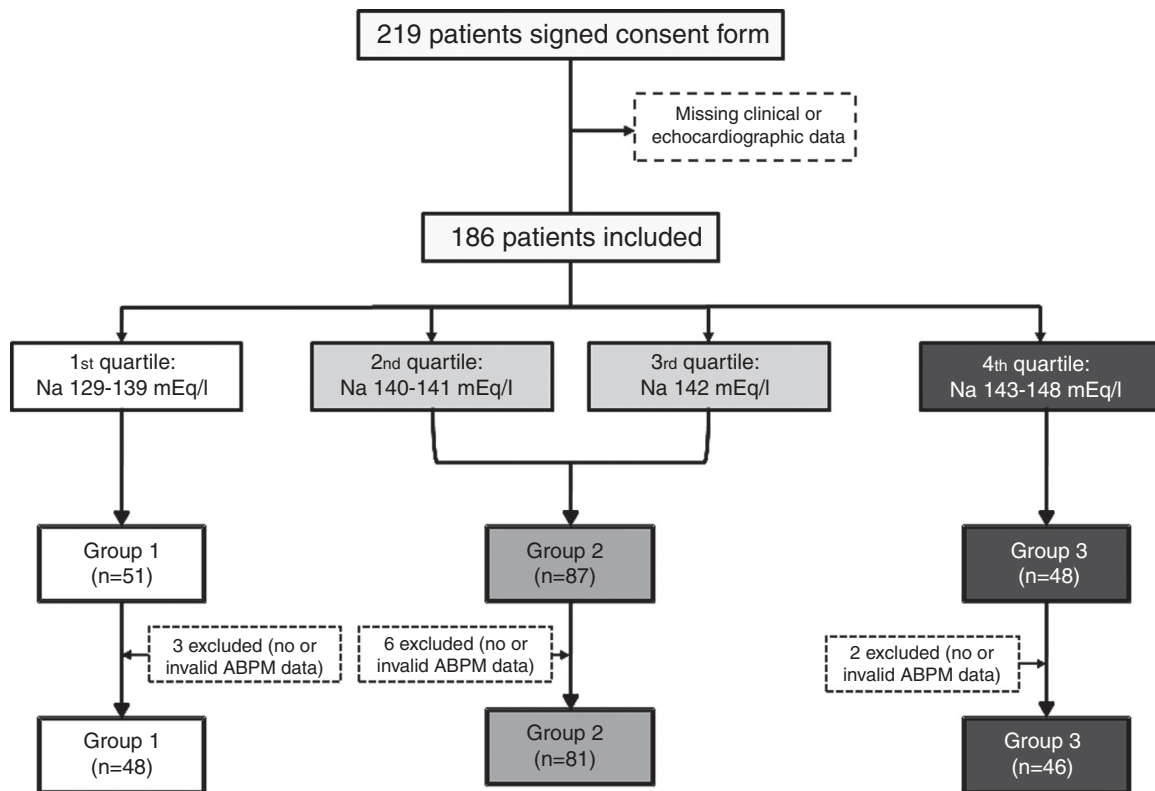 219 patients signed consent form
Missing clinical or
echocardiographic data
186 patients included
1st quartile:
Na 129-139 mEq/l
2nd quartile:
Na 140-141 mEq/l
3rd quartile:
Na 142 mEq/l
4th quartile:
Na 143-148 mEq/l
Group 1
(n=51)
Group 2
(n=87)
Group 3
(n=48)
3 excluded (no or
invalid ABPM data)
6 excluded (no or
invalid ABPM data)
2 excluded (no or
invalid ABPM data)
Group 1
(n=48)
Group 2
(n=81)
Group 3
(n=46)